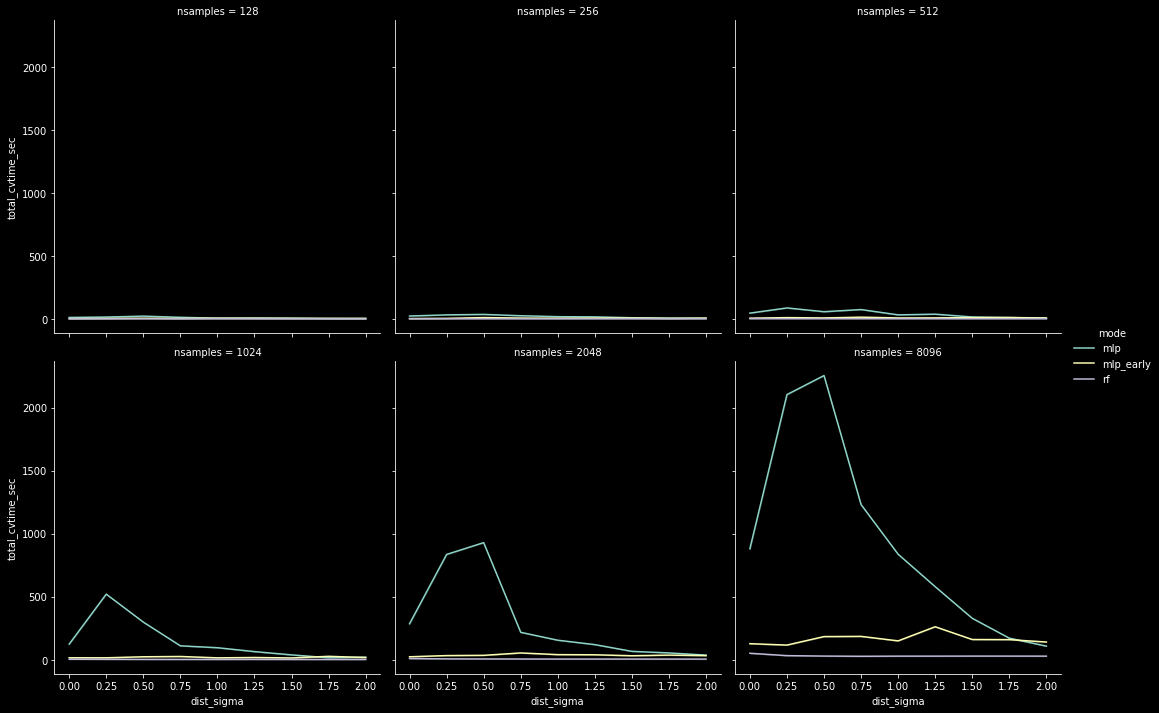 nsamples = 128
nsamples = 256
nsamples = 512
2000
1500
1000
500
0
total_cvtime_sec
mode
mlp
mlp_early
rf
nsamples = 1024
nsamples = 2048
nsamples = 8096
2000
1500
1000
500
0
total_cvtime_sec
0.00 0.25 0.50 0.75 1.00 1.25 1.50 1.75 2.00
dist_sigma
0.00 0.25 0.50 0.75 1.00 1.25 1.50 1.75 2.00
dist_sigma
0.00 0.25 0.50 0.75 1.00 1.25 1.50 1.75 2.00
dist_sigma